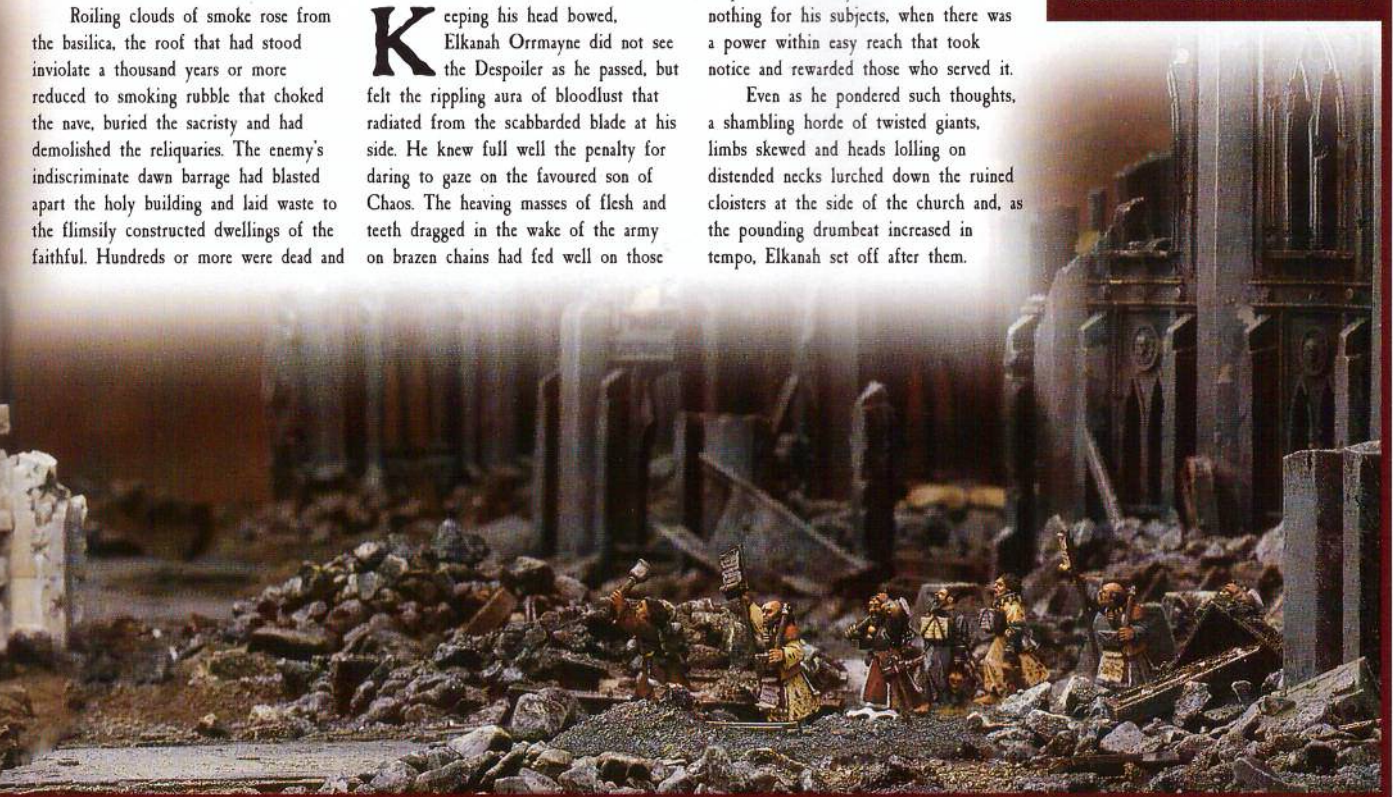 Roiling clouds of smoke rose from
the basilica, the roof that had stood
inviolate a thousand years or more
reduced to smoking rubble that choked
the nave, buried the sacristy and had
demolished the reliquaries. The enemy's
indiscriminate dawn barrage had blasted
apart the holy building and laid waste to
the flimsily constructed dwellings of the
faithful. Hundreds or more were dead and
Keeping his head bowed,
Elkanah Orrmayne did not see
the Despoiler as he passed, but
felt the rippling aura of bloodlust that
radiated from the scabbarded blade at his
side. He knew full well the penalty for
daring to gaze on the favoured son of
Chaos. The heaving masses of flesh and
teeth dragged in the wake of the army
on brazen chains had fed well on those
nothing for his subjects, when there was
a power within easy reach that took
notice and rewarded those who served it.
Even as he pondered such thoughts,
a shambling horde of twisted giants,
limbs skewed and heads lolling on
distended necks lurched down the ruined
cloisters at the side of the church and, as
the pounding drumbeat increased in
tempo, Elkanah set off after them.